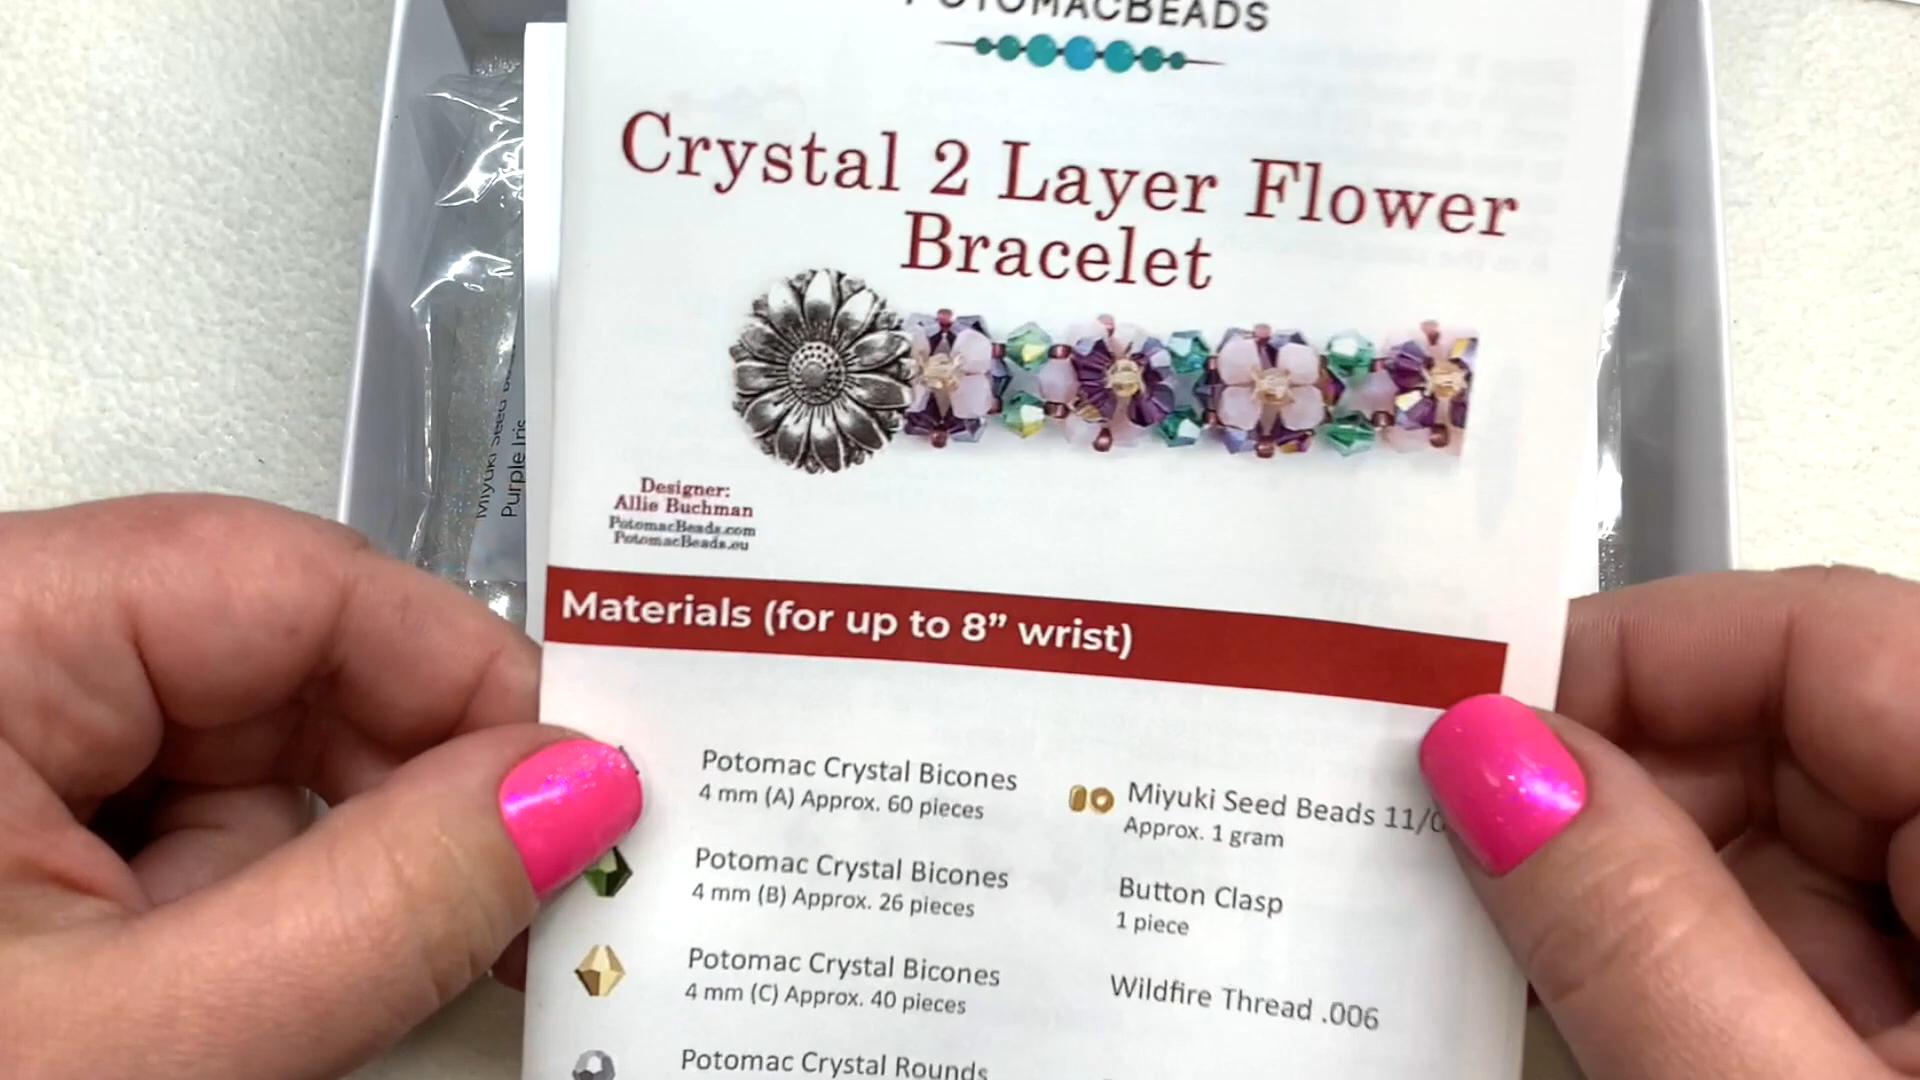 POTOMACBEADS
Crystal 2 Layer Flower
Bracelet
Designer:
Allie Buchman
PotomacBeads.com
PotomacBeads.eu
Miyuki Seed
Purple Iris
Materials (for up to 8” wrist)
Potomac Crystal Bicones
4 mm (A) Approx. 60 pieces
Potomac Crystal Bicones
4 mm (B) Approx. 26 pieces
Potomac Crystal Bicones
4 mm (C) Approx. 40 pieces
Potomac Crystal Rounds
Miyuki Seed Beads 11/0
Approx. 1 gram
Button Clasp
1 piece
Wildfire Thread .006